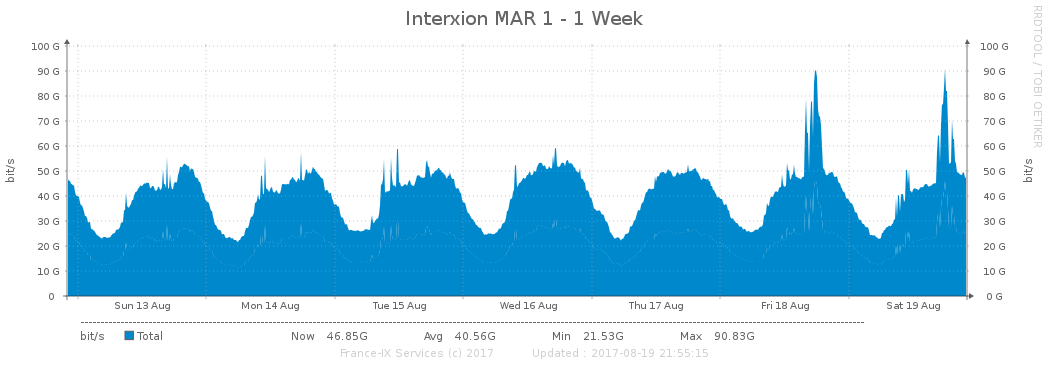 Interxion MAR 1 - 1 Week
RRDTOOL / TOBI OETIKER
bit/s
bit/s
100 G 100 G
90 G 90 G
80 G 80 G
70 G 70 G
60 G 60 G
50 G 50 G
40 G 40 G
30 G 30 G
20 G 20 G
10 G 10 G
0 0 G
Sun 13 Aug Mon 14 Aug Tue 15 Aug Wed 16 Aug Thu 17 Aug Fri 18 Aug Sat 19 Aug
bit/s Total Now 46.85G Avg 40.56G Min 21.53G Max 90.83G
France-IX Services (c) 2017 Updated : 2017-08-19 21:55:15